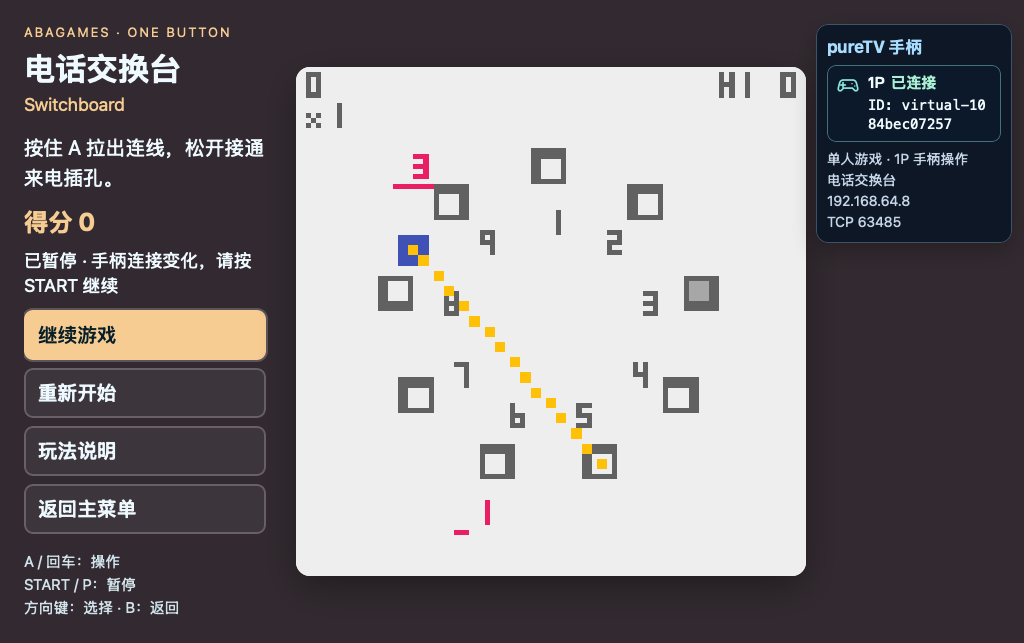 ABAGAMES · ONE BUTTON
电话交换台
Switchboard
按住 A 拉出连线，松开接通
来电插孔。
得分 0
已暂停 · 手柄连接变化，请按
START 继续
继续游戏
重新开始
玩法说明
返回主菜单
A / 回车：操作
START / P：暂停
方向键：选择 · B：返回
0
HI 0
x 1
3
1
9
2
8
3
7
4
6
5
1
pureTV 手柄
1P 已连接
ID: virtual-10
84bec07257
单人游戏 · 1P 手柄操作
电话交换台
192.168.64.8
TCP 63485